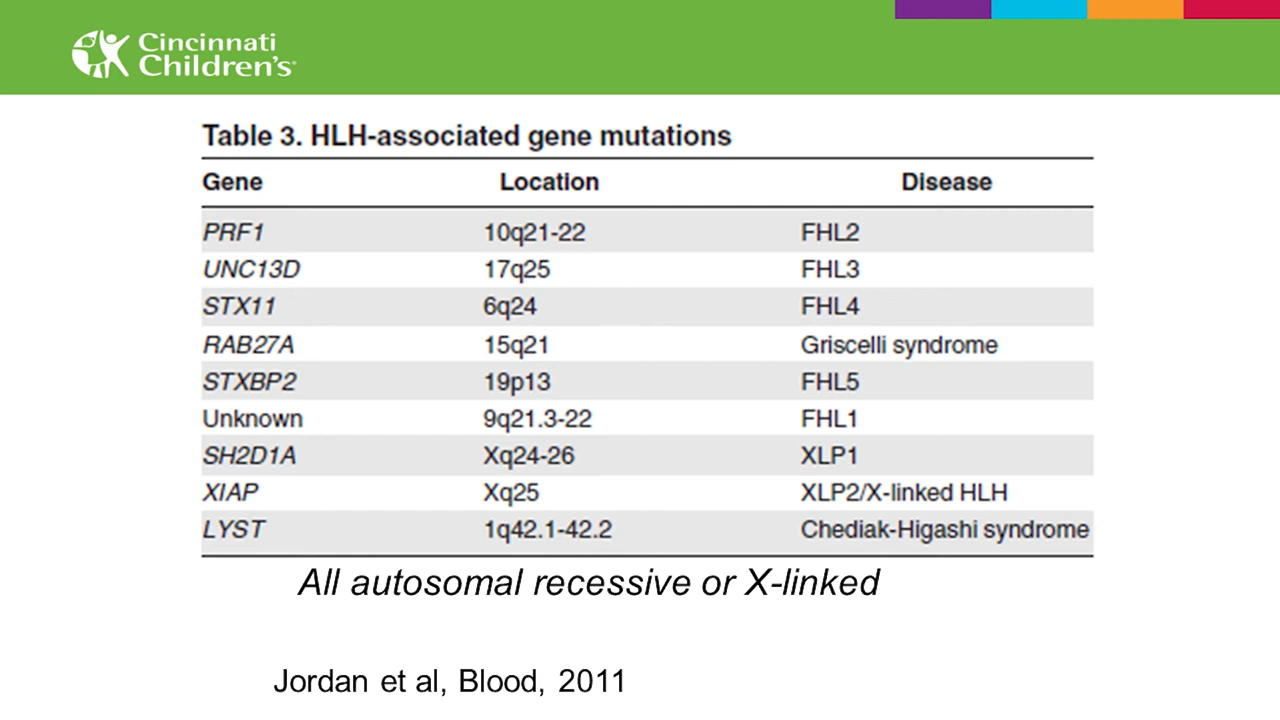 Cincinnati
Children's
Table 3. HLH-associated gene mutations
Gene Location Disease
PRF1 10q21-22 FHL2
UNC13D 17q25 FHL3
STX11 6q24 FHL4
RAB27A 15q21 Griscelli syndrome
STXBP2 19p13 FHL5
Unknown 9q21.3-22 FHL1
SH2D1A Xq24-26 XLP1
XIAP Xq25 XLP2/X-linked HLH
LYST 1q42.1-42.2 Chediak-Higashi syndrome
All autosomal recessive or X-linked
Jordan et al, Blood, 2011